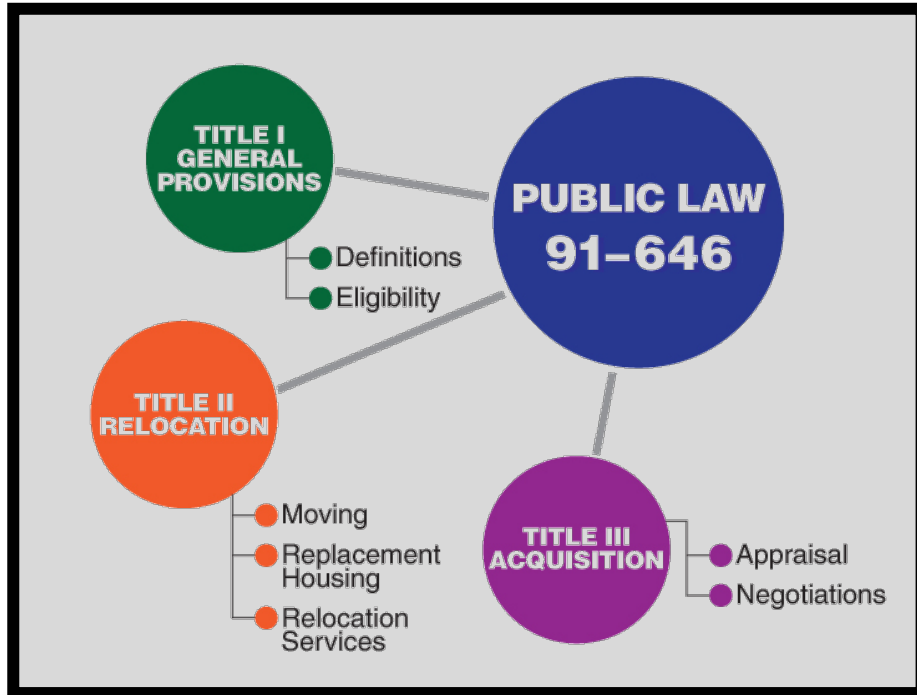 TITLE I
GENERAL
PROVISIONS
Definitions
Eligibility
PUBLIC LAW
91–646
TITLE II
RELOCATION
Moving
Replacement
Housing
Relocation
Services
TITLE III
ACQUISITION
Appraisal
Negotiations